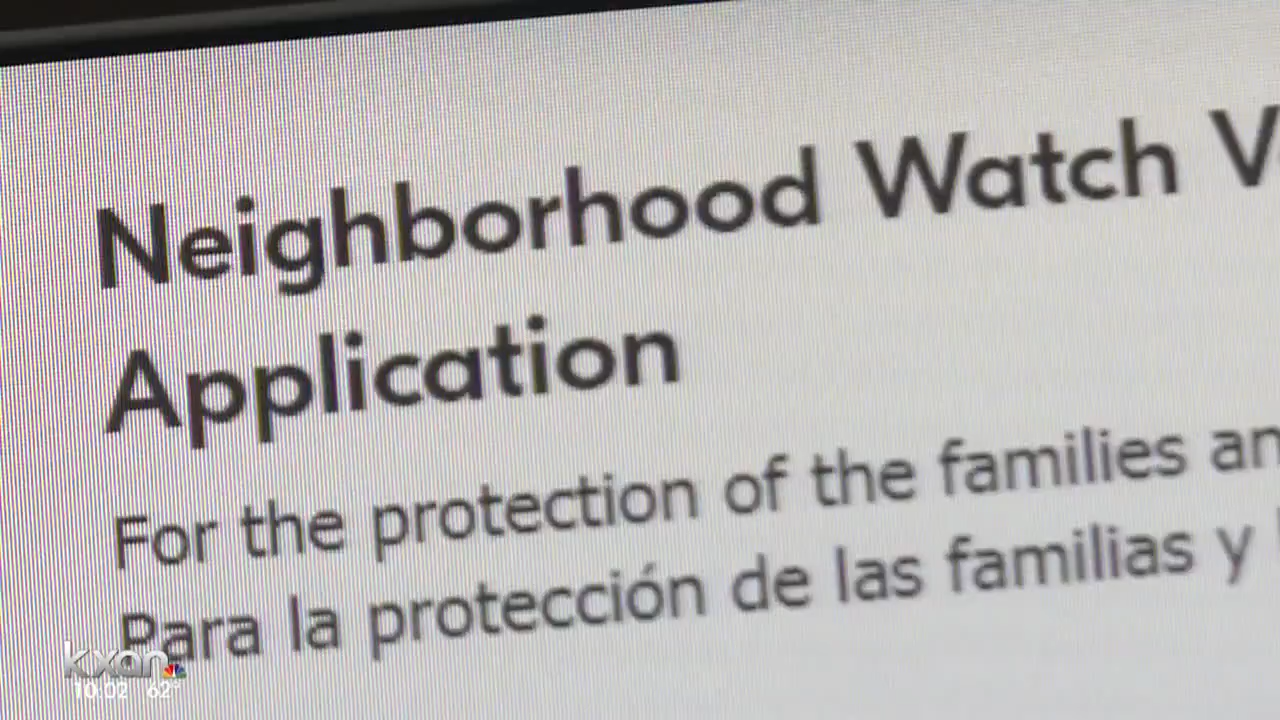 Neighborhood Watch V
Application
For the protection of the families an
Para la protección de las familias y
kxan
10:02 62°